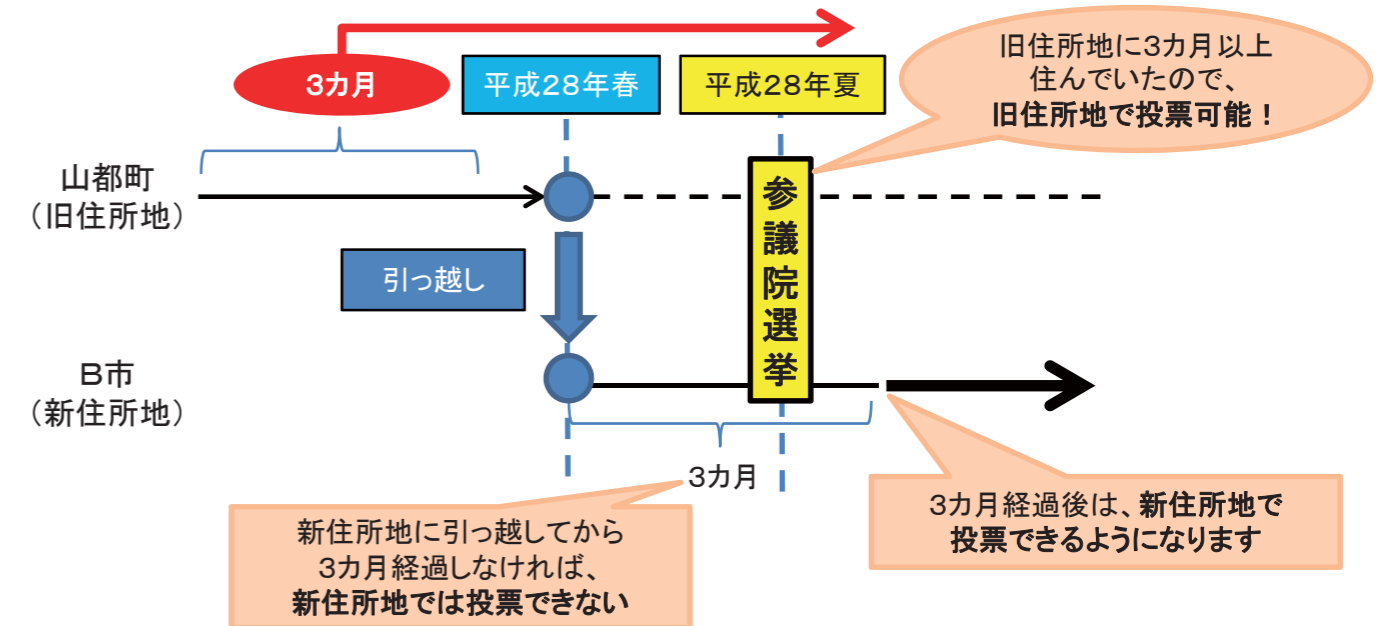 3カ月
平成28年春
平成28年夏
旧住所地に3カ月以上
住んでいたので、
旧住所地で投票可能！
山都町
（旧住所地）
参議院選挙
引っ越し
B市
（新住所地）
3カ月
新住所地に引っ越してから
3カ月経過しなければ、
新住所地では投票できない
3カ月経過後は、新住所地で
投票できるようになります